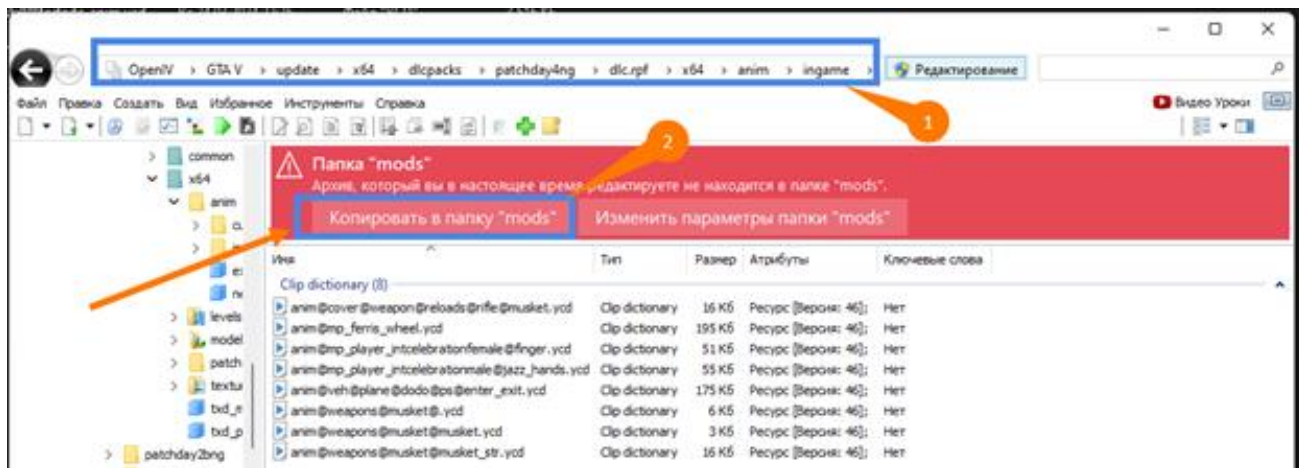 OpenIV › GTA V › update › x64 › dlcpacks › patchday4ng › dlc.rpf › x64 › anim › ingame › Редактирование
1
Файл Правка Создать Вид Избранное Инструменты Справка Видео Уроки
2
common
x64
anim
levels
model
patch
textu
txd_p
patchday2bng
Папка "mods"
Архив, который вы в настоящее время редактируете не находится в папке "mods".
Копировать в папку "mods" Изменить параметры папки "mods"
Имя Тип Размер Атрибуты Ключевые слова
Clip dictionary (8)
anim@cover@weapon@reloads@rifle@musket.ycd Clip dictionary 16 Кб Ресурс [Версия: 46]; Нет
anim@mp_ferris_wheel.ycd Clip dictionary 195 Кб Ресурс [Версия: 46]; Нет
anim@mp_player_intcelebrationfemale@finger.ycd Clip dictionary 51 Кб Ресурс [Версия: 46]; Нет
anim@mp_player_intcelebrationmale@jazz_hands.ycd Clip dictionary 55 Кб Ресурс [Версия: 46]; Нет
anim@veh@plane@dodo@ps@enter_exit.ycd Clip dictionary 175 Кб Ресурс [Версия: 46]; Нет
anim@weapons@musket@.ycd Clip dictionary 6 Кб Ресурс [Версия: 46]; Нет
anim@weapons@musket@musket.ycd Clip dictionary 3 Кб Ресурс [Версия: 46]; Нет
anim@weapons@musket@musket_str.ycd Clip dictionary 16 Кб Ресурс [Версия: 46]; Нет